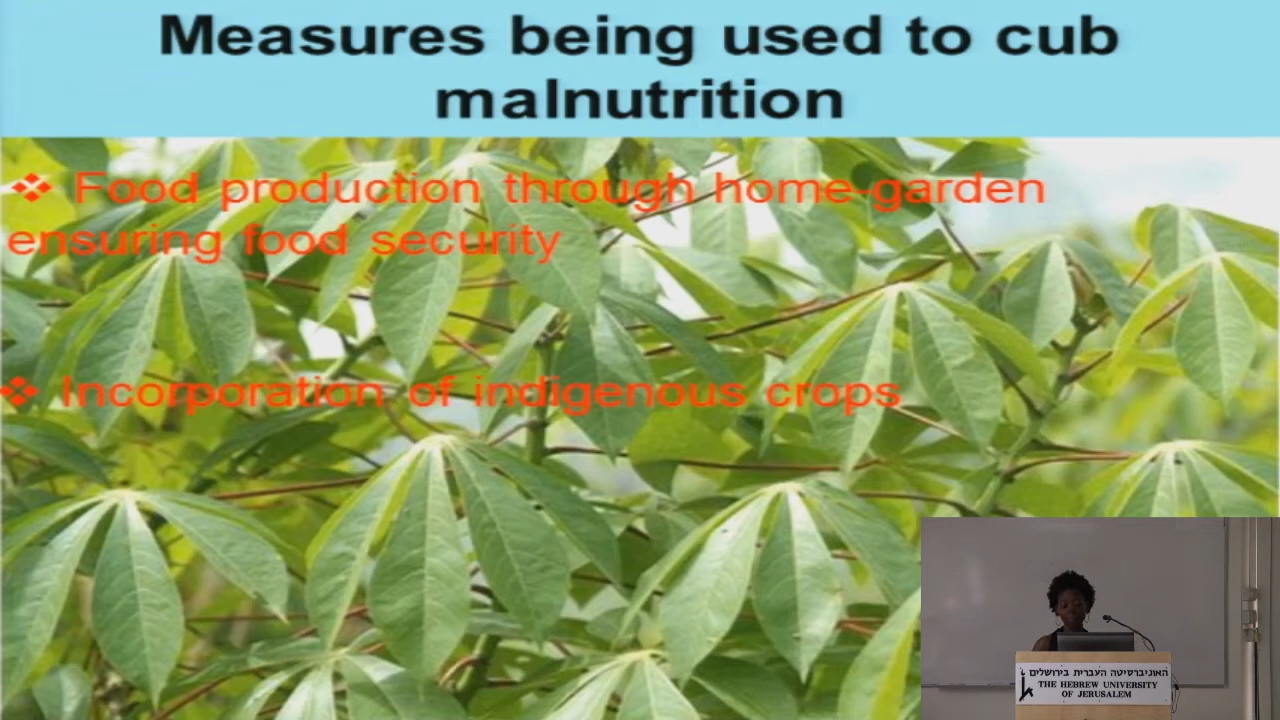 Measures being used to cub
malnutrition
❖ Food production through home-garden
ensuring food security
❖ Incorporation of indigenous crops
האוניברסיטה העברית בירושלים
THE HEBREW UNIVERSITY
OF JERUSALEM